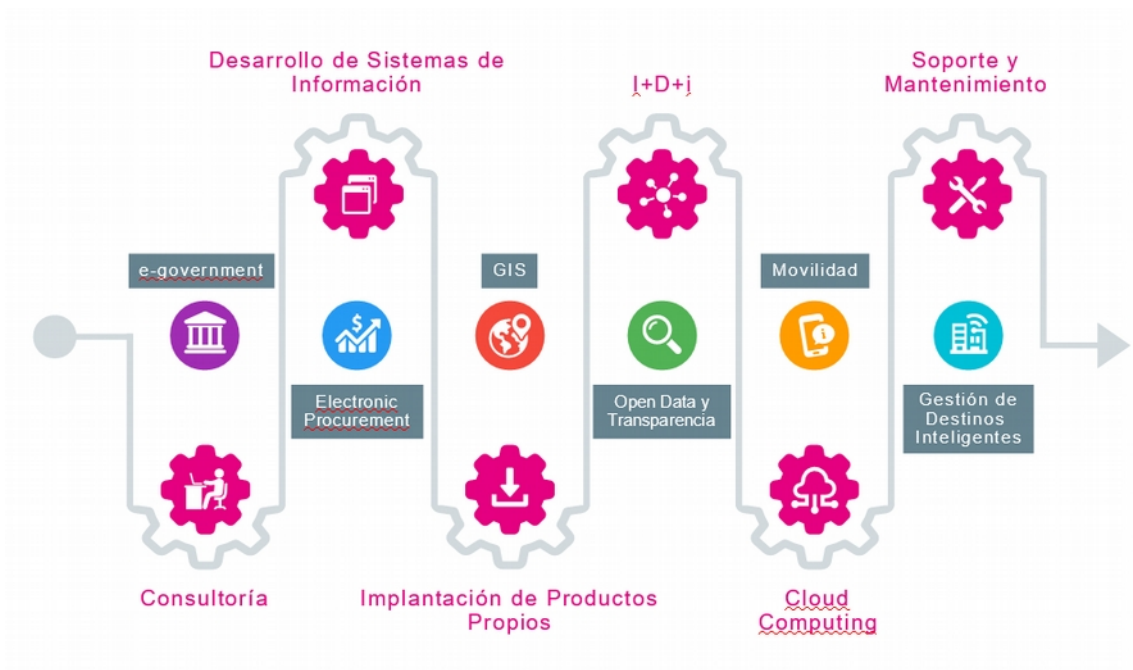 Desarrollo de Sistemas de
Información
I+D+i
Soporte y
Mantenimiento
e-government
GIS
Movilidad
Electronic
Procurement
Open Data y
Transparencia
Gestión de
Destinos
Inteligentes
Consultoría
Implantación de Productos
Propios
Cloud
Computing